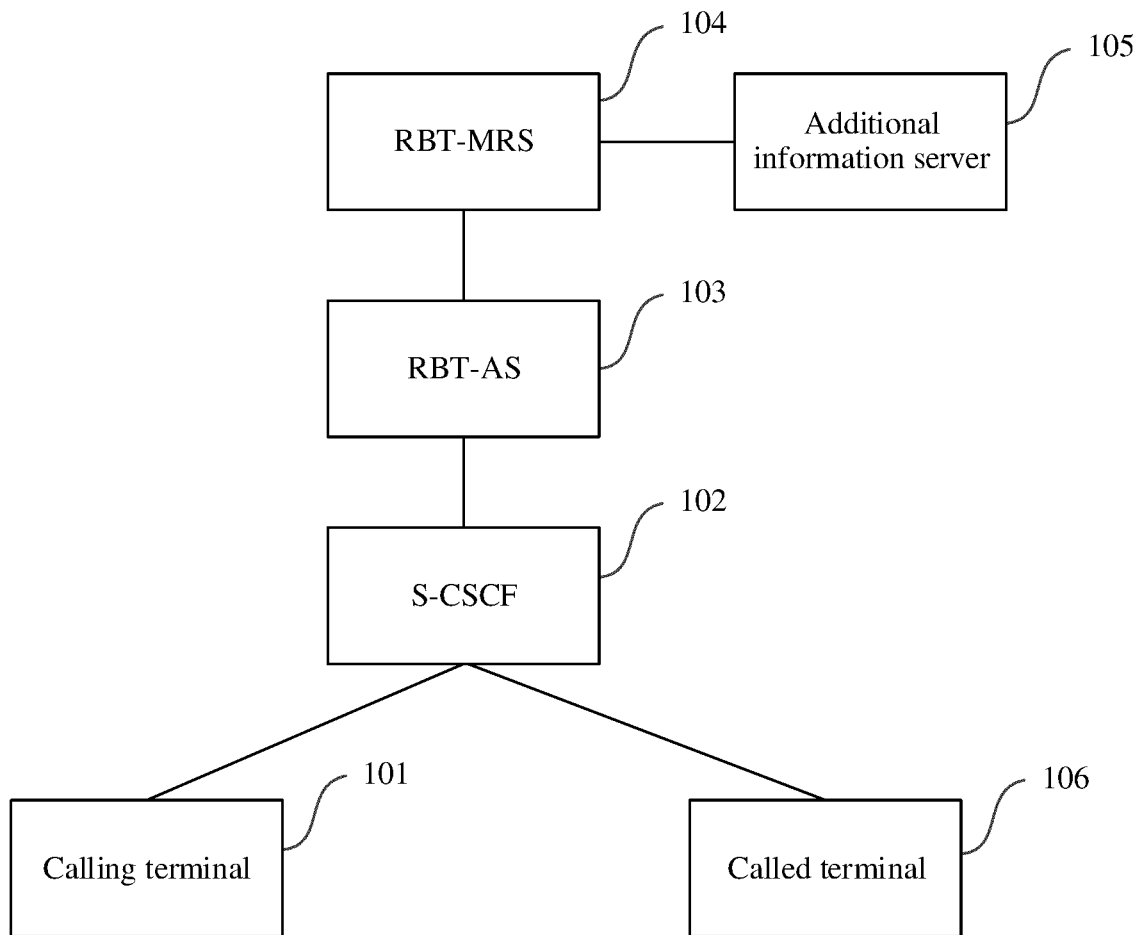 104
105
RBT-MRS
Additional
information server
103
RBT-AS
102
S-CSCF
101
106
Calling terminal
Called terminal